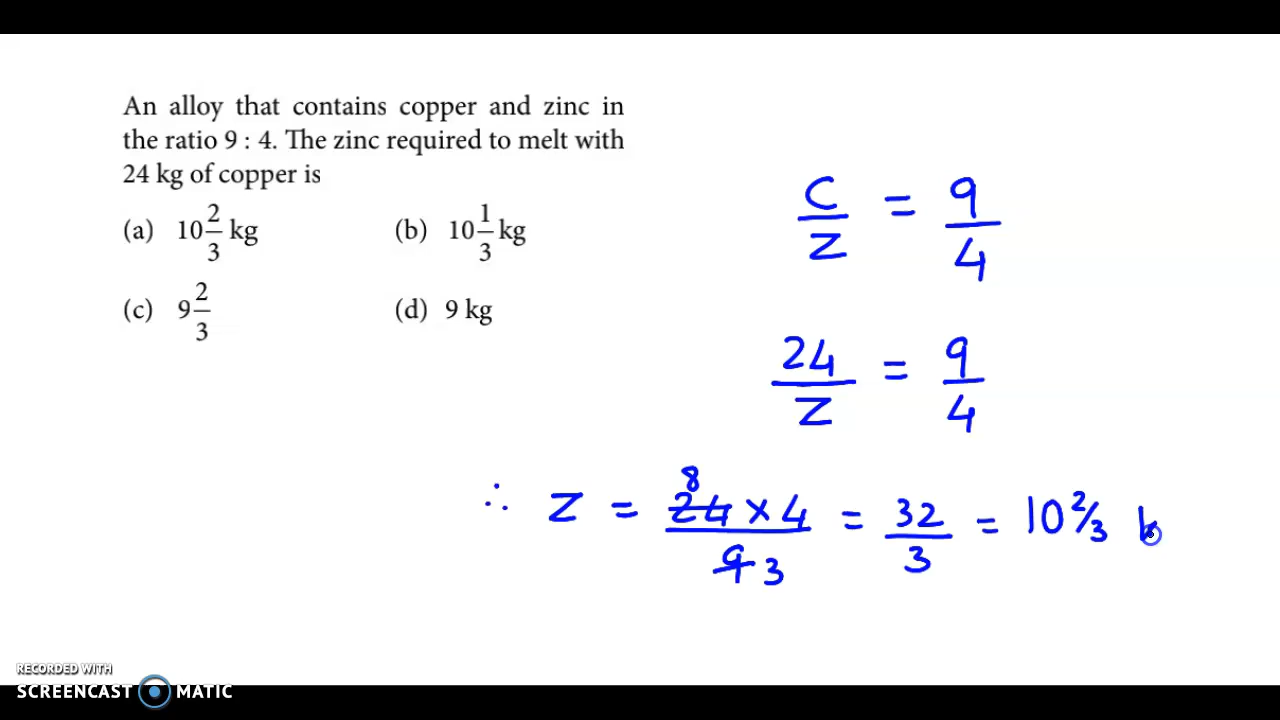 An alloy that contains copper and zinc in
the ratio 9 : 4. The zinc required to melt with
24 kg of copper is
(a) 10 2/3 kg (b) 10 1/3 kg
(c) 9 2/3 (d) 9 kg
C/Z = 9/4
24/Z = 9/4
∴ Z = 24 8 × 4 / 9 3 = 32/3 = 10 2/3 k
RECORDED WITH
SCREENCAST MATIC